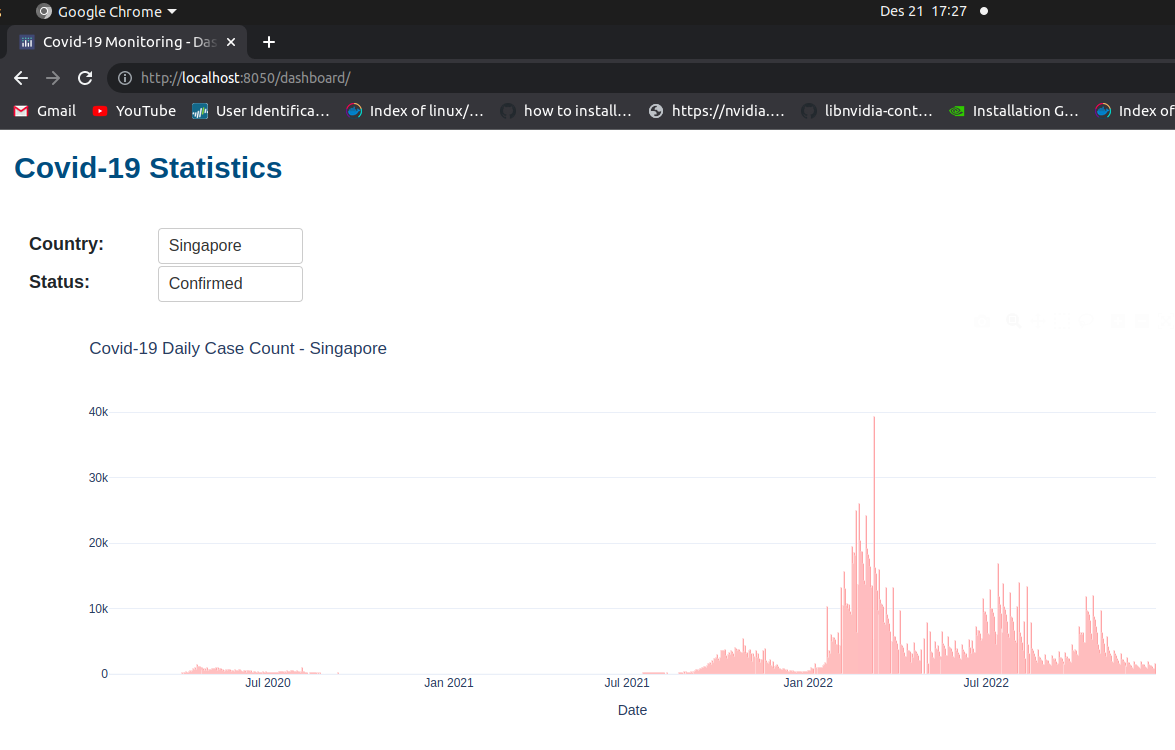 Google Chrome Des 21 17:27
Covid-19 Monitoring - Das
http://localhost:8050/dashboard/
Gmail YouTube User Identifica… Index of linux/… how to install… https://nvidia.… libnvidia-cont… Installation G… Index of
Covid-19 Statistics
Country: Singapore
Status: Confirmed
Covid-19 Daily Case Count - Singapore
40k
30k
20k
10k
0
Jul 2020 Jan 2021 Jul 2021 Jan 2022 Jul 2022
Date